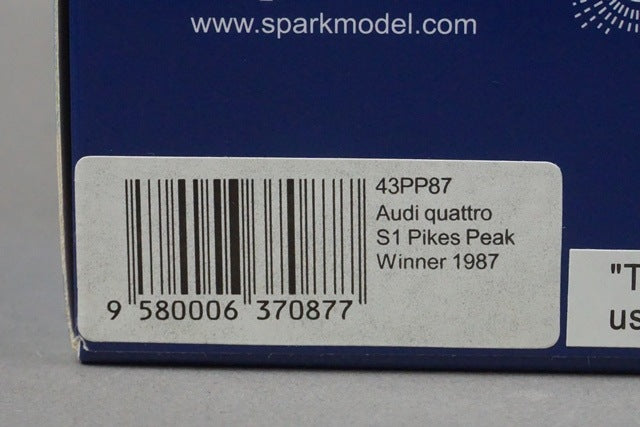 www.sparkmodel.com
43PP87
Audi quattro
S1 Pikes Peak
Winner 1987
9 580006 370877
"T
us